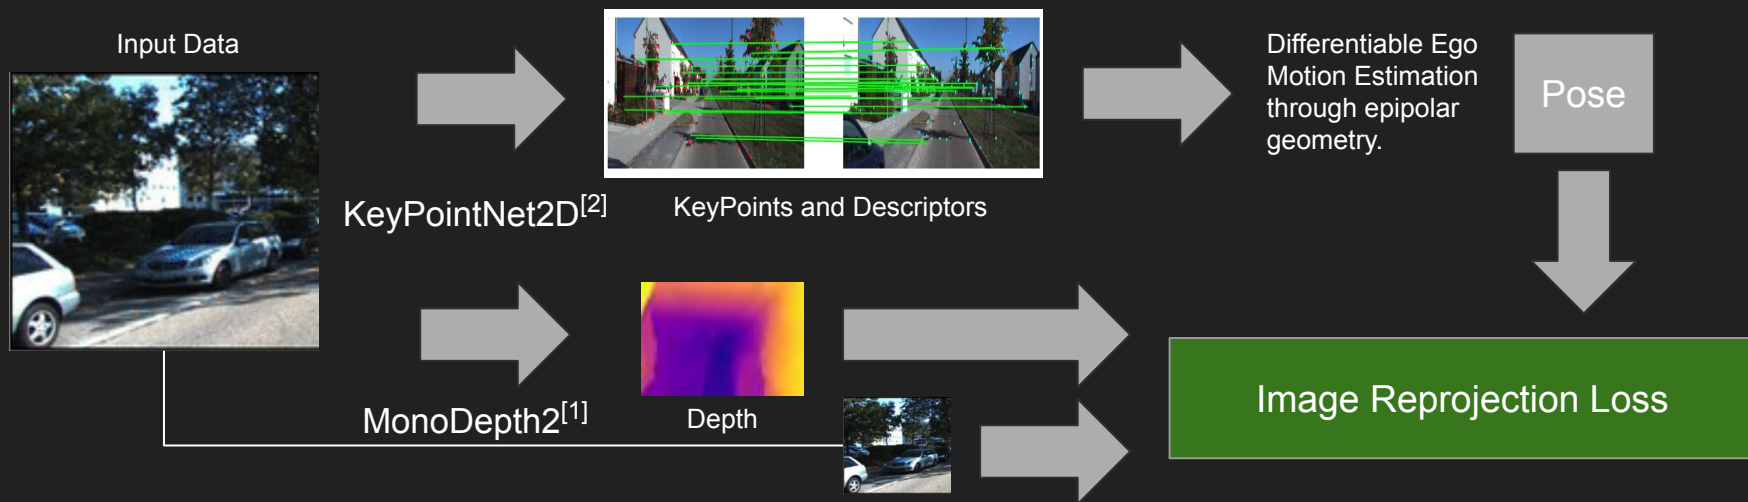 Input Data
Differentiable Ego
Motion Estimation
through epipolar
geometry.
Pose
KeyPointNet2D[2]
KeyPoints and Descriptors
MonoDepth2[1]
Depth
Image Reprojection Loss